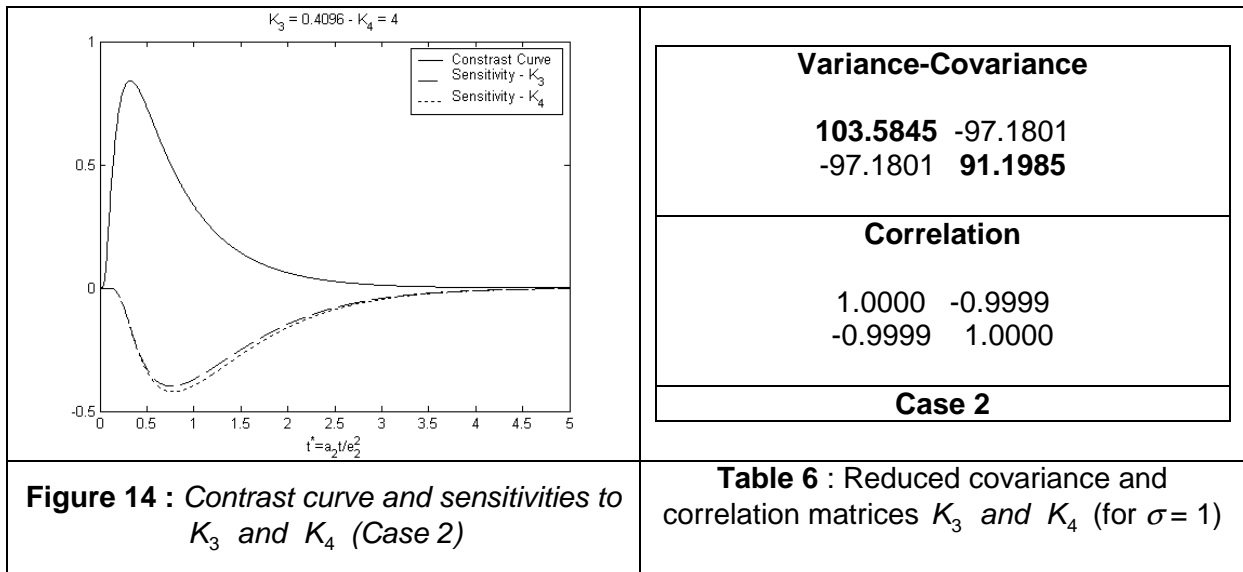 K₃ = 0.4096 - K₄ = 4
Constrast Curve
Sensitivity - K₃
Sensitivity - K₄
1
0.5
0
-0.5
0 0.5 1 1.5 2 2.5 3 3.5 4 4.5 5
t*=a₂t/e₂²
Figure 14 : Contrast curve and sensitivities to
K₃ and K₄ (Case 2)
Variance-Covariance
103.5845 -97.1801
-97.1801 91.1985
Correlation
1.0000 -0.9999
-0.9999 1.0000
Case 2
Table 6 : Reduced covariance and
correlation matrices K₃ and K₄ (for σ = 1)